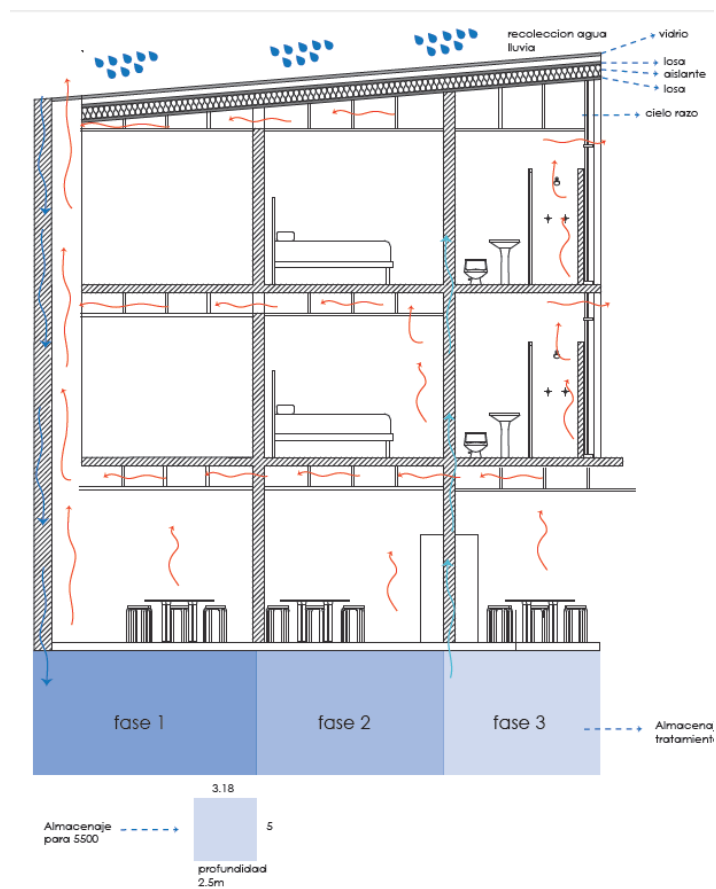 recoleccion agua
lluvia
vidrio
losa
aislante
losa
cielo razo
fase 1
fase 2
fase 3
tratamiento
3.18
Almacenaje
para 5500
5
profundidad
2.5m